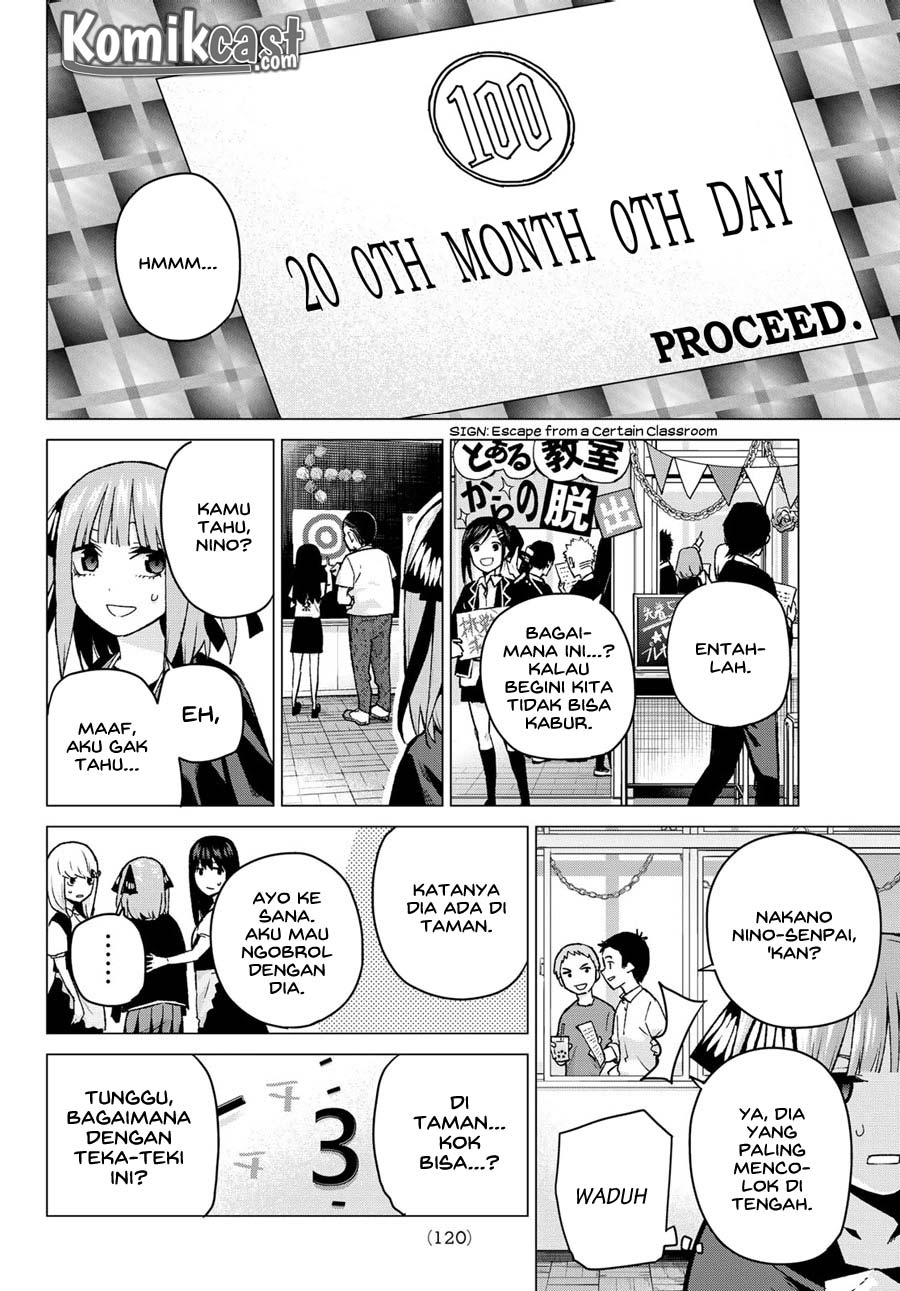 Komikcast
.com
100
20 0TH MONTH 0TH DAY
PROCEED.
HMMM...
SIGN: Escape from a Certain Classroom
とある教室
からの脱出
ENTAH-
LAH.
BAGAI-
MANA INI...?
KALAU
BEGINI KITA
TIDAK BISA
KABUR.
KAMU
TAHU,
NINO?
EH,
MAAF,
AKU GAK
TAHU...
NAKANO
NINO-SENPAI,
'KAN?
YA, DIA
YANG
PALING
MENCO-
LOK DI
TENGAH.
WADUH
KATANYA
DIA ADA DI
TAMAN.
AYO KE
SANA.
AKU MAU
NGOBROL
DENGAN
DIA.
......
DI
TAMAN...
KOK
BISA...?
3
TUNGGU,
BAGAIMANA
DENGAN
TEKA-TEKI
INI?
(120)